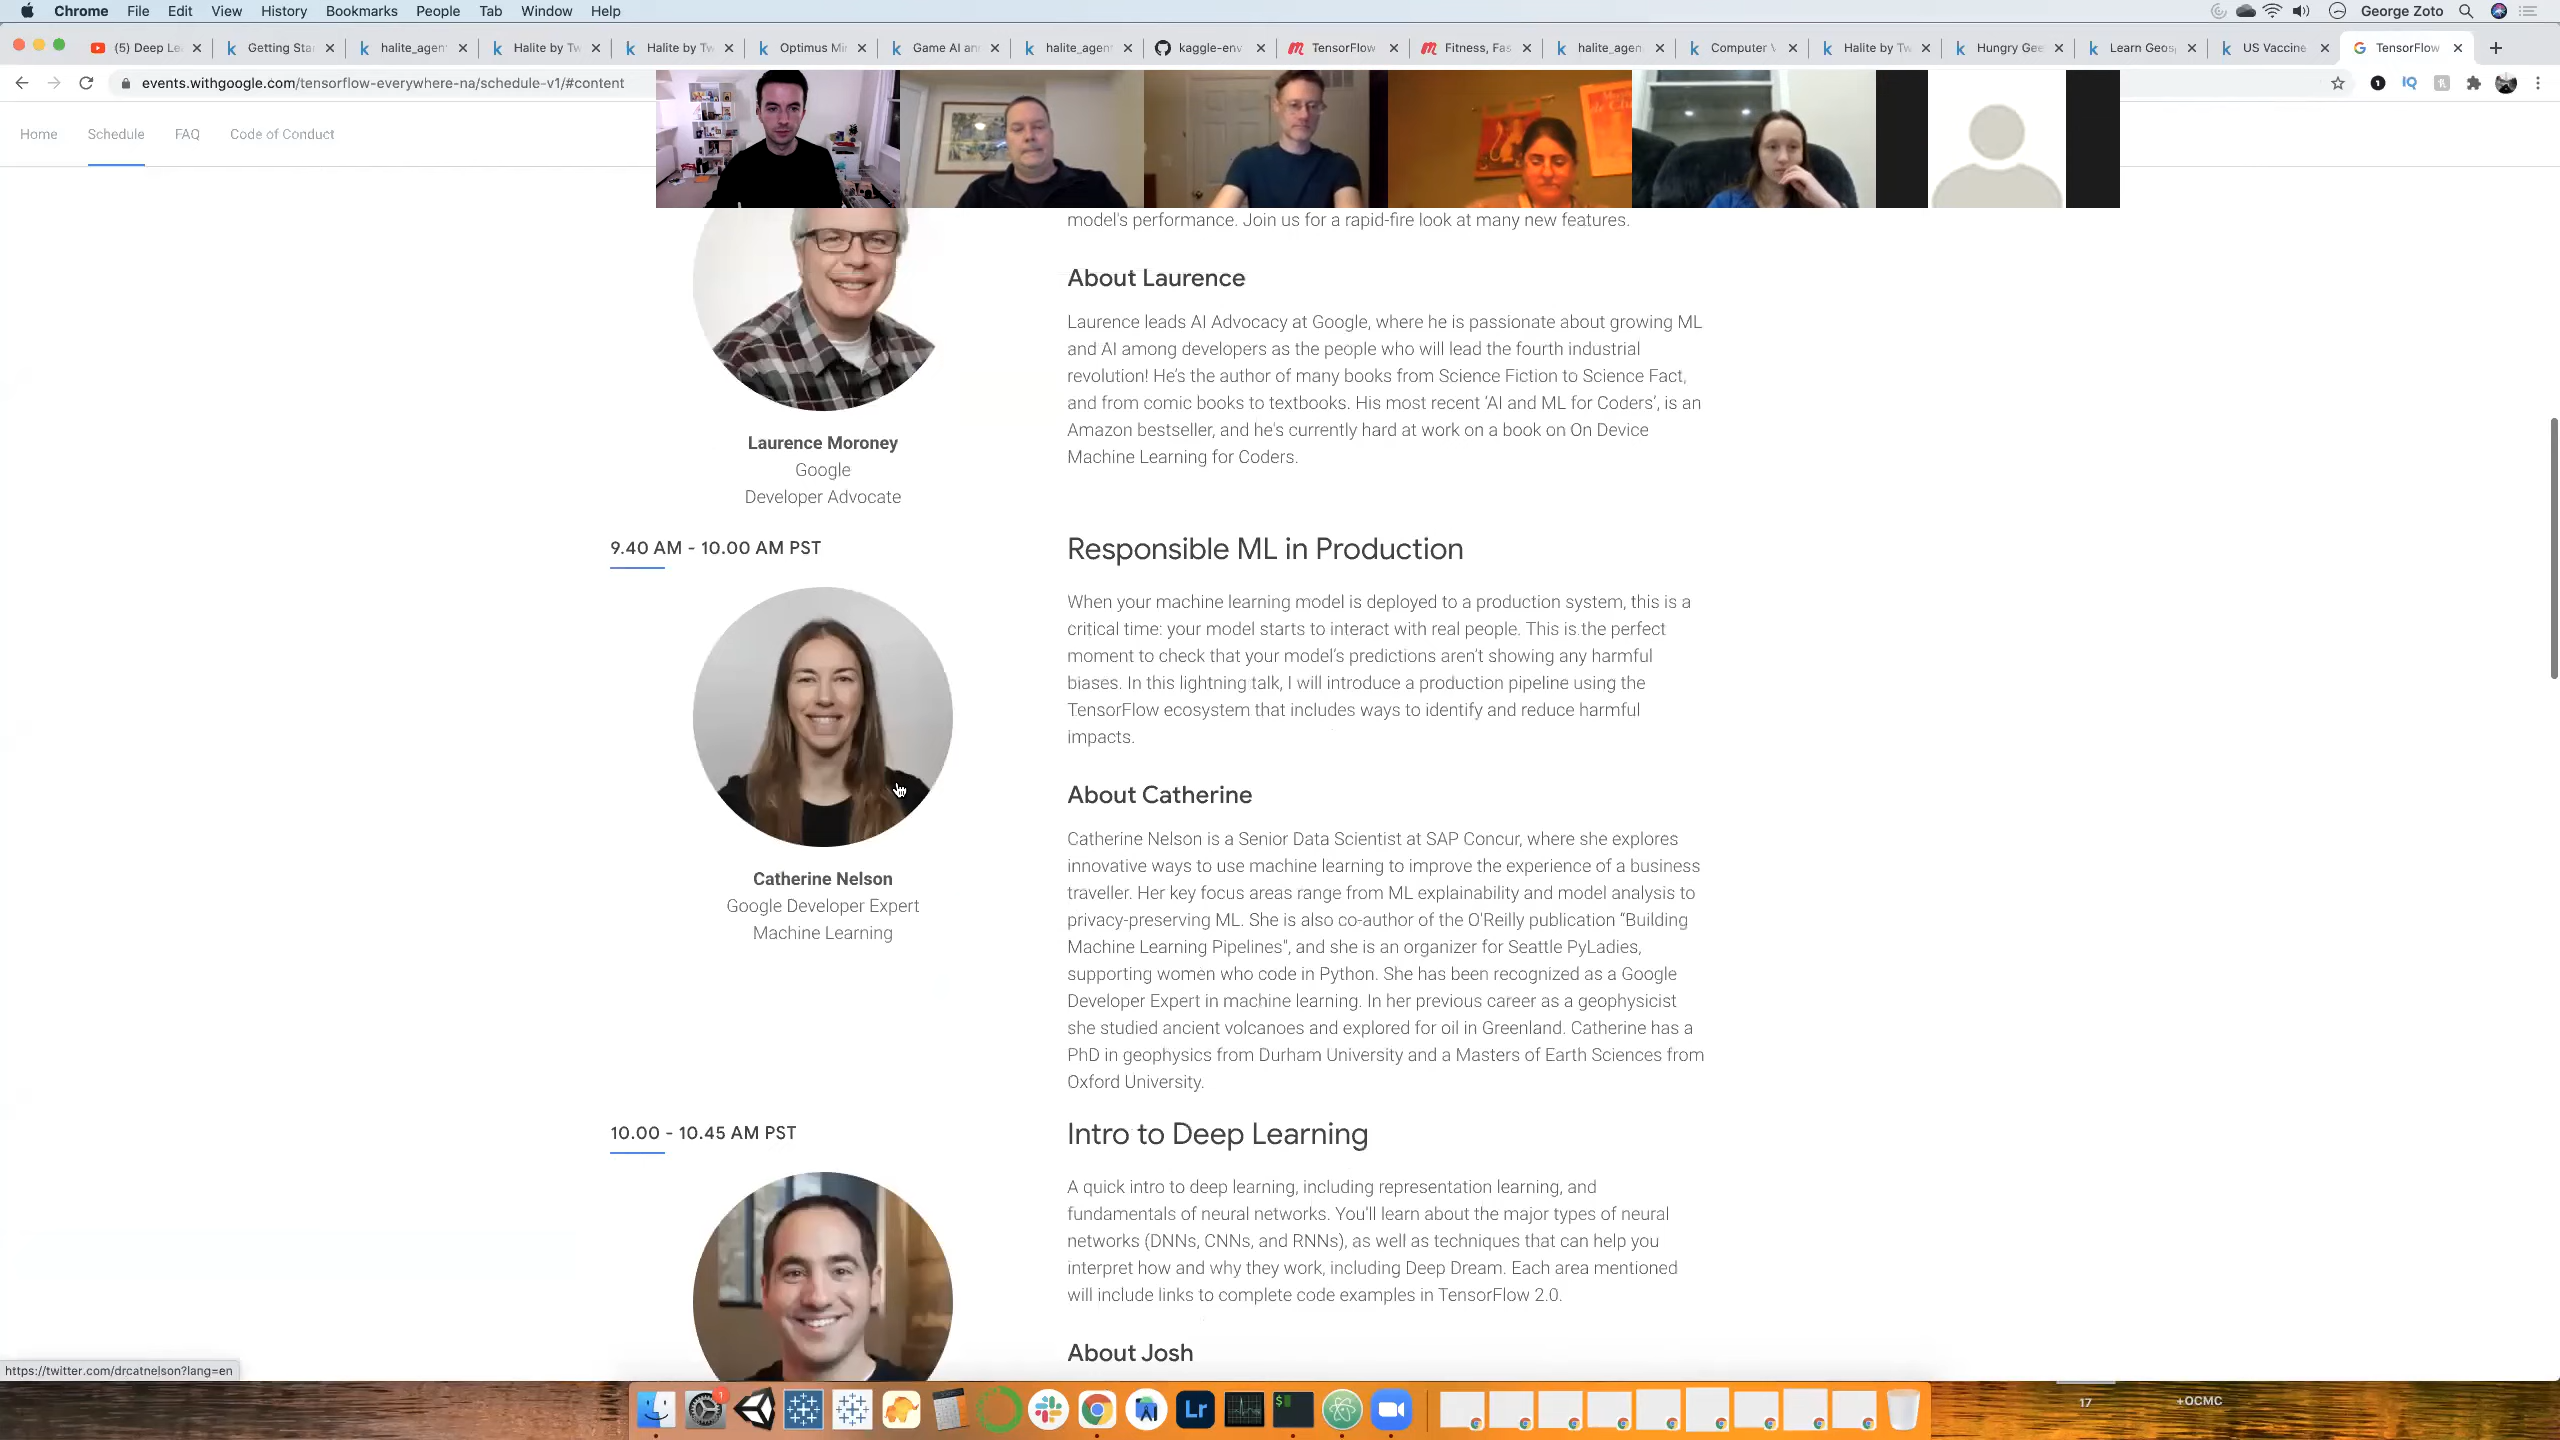 Chrome File Edit View History Bookmarks People Tab Window Help George Zoto
(5) Deep Le Getting Sta halite_agen Halite by Tw Halite by Tw Optimus Mi Game AI an halite_agen kaggle-env TensorFlow Fitness, Fas halite_agen Computer V Halite by Tw Hungry Gee Learn Geos US Vaccine TensorFlow
events.withgoogle.com/tensorflow-everywhere-na/schedule-v1/#content
Home Schedule FAQ Code of Conduct
model's performance. Join us for a rapid-fire look at many new features.
About Laurence
Laurence leads AI Advocacy at Google, where he is passionate about growing ML
and AI among developers as the people who will lead the fourth industrial
revolution! He's the author of many books from Science Fiction to Science Fact,
and from comic books to textbooks. His most recent ‘AI and ML for Coders’, is an
Amazon bestseller, and he's currently hard at work on a book on On Device
Machine Learning for Coders.
Laurence Moroney
Google
Developer Advocate
9.40 AM - 10.00 AM PST
Responsible ML in Production
When your machine learning model is deployed to a production system, this is a
critical time: your model starts to interact with real people. This is the perfect
moment to check that your model’s predictions aren’t showing any harmful
biases. In this lightning talk, I will introduce a production pipeline using the
TensorFlow ecosystem that includes ways to identify and reduce harmful
impacts.
Catherine Nelson
Google Developer Expert
Machine Learning
About Catherine
Catherine Nelson is a Senior Data Scientist at SAP Concur, where she explores
innovative ways to use machine learning to improve the experience of a business
traveller. Her key focus areas range from ML explainability and model analysis to
privacy-preserving ML. She is also co-author of the O'Reilly publication “Building
Machine Learning Pipelines", and she is an organizer for Seattle PyLadies,
supporting women who code in Python. She has been recognized as a Google
Developer Expert in machine learning. In her previous career as a geophysicist
she studied ancient volcanoes and explored for oil in Greenland. Catherine has a
PhD in geophysics from Durham University and a Masters of Earth Sciences from
Oxford University.
10.00 - 10.45 AM PST
Intro to Deep Learning
A quick intro to deep learning, including representation learning, and
fundamentals of neural networks. You'll learn about the major types of neural
networks (DNNs, CNNs, and RNNs), as well as techniques that can help you
interpret how and why they work, including Deep Dream. Each area mentioned
will include links to complete code examples in TensorFlow 2.0.
About Josh
https://twitter.com/drcatnelson?lang=en
1
Lr
17 +OCMC